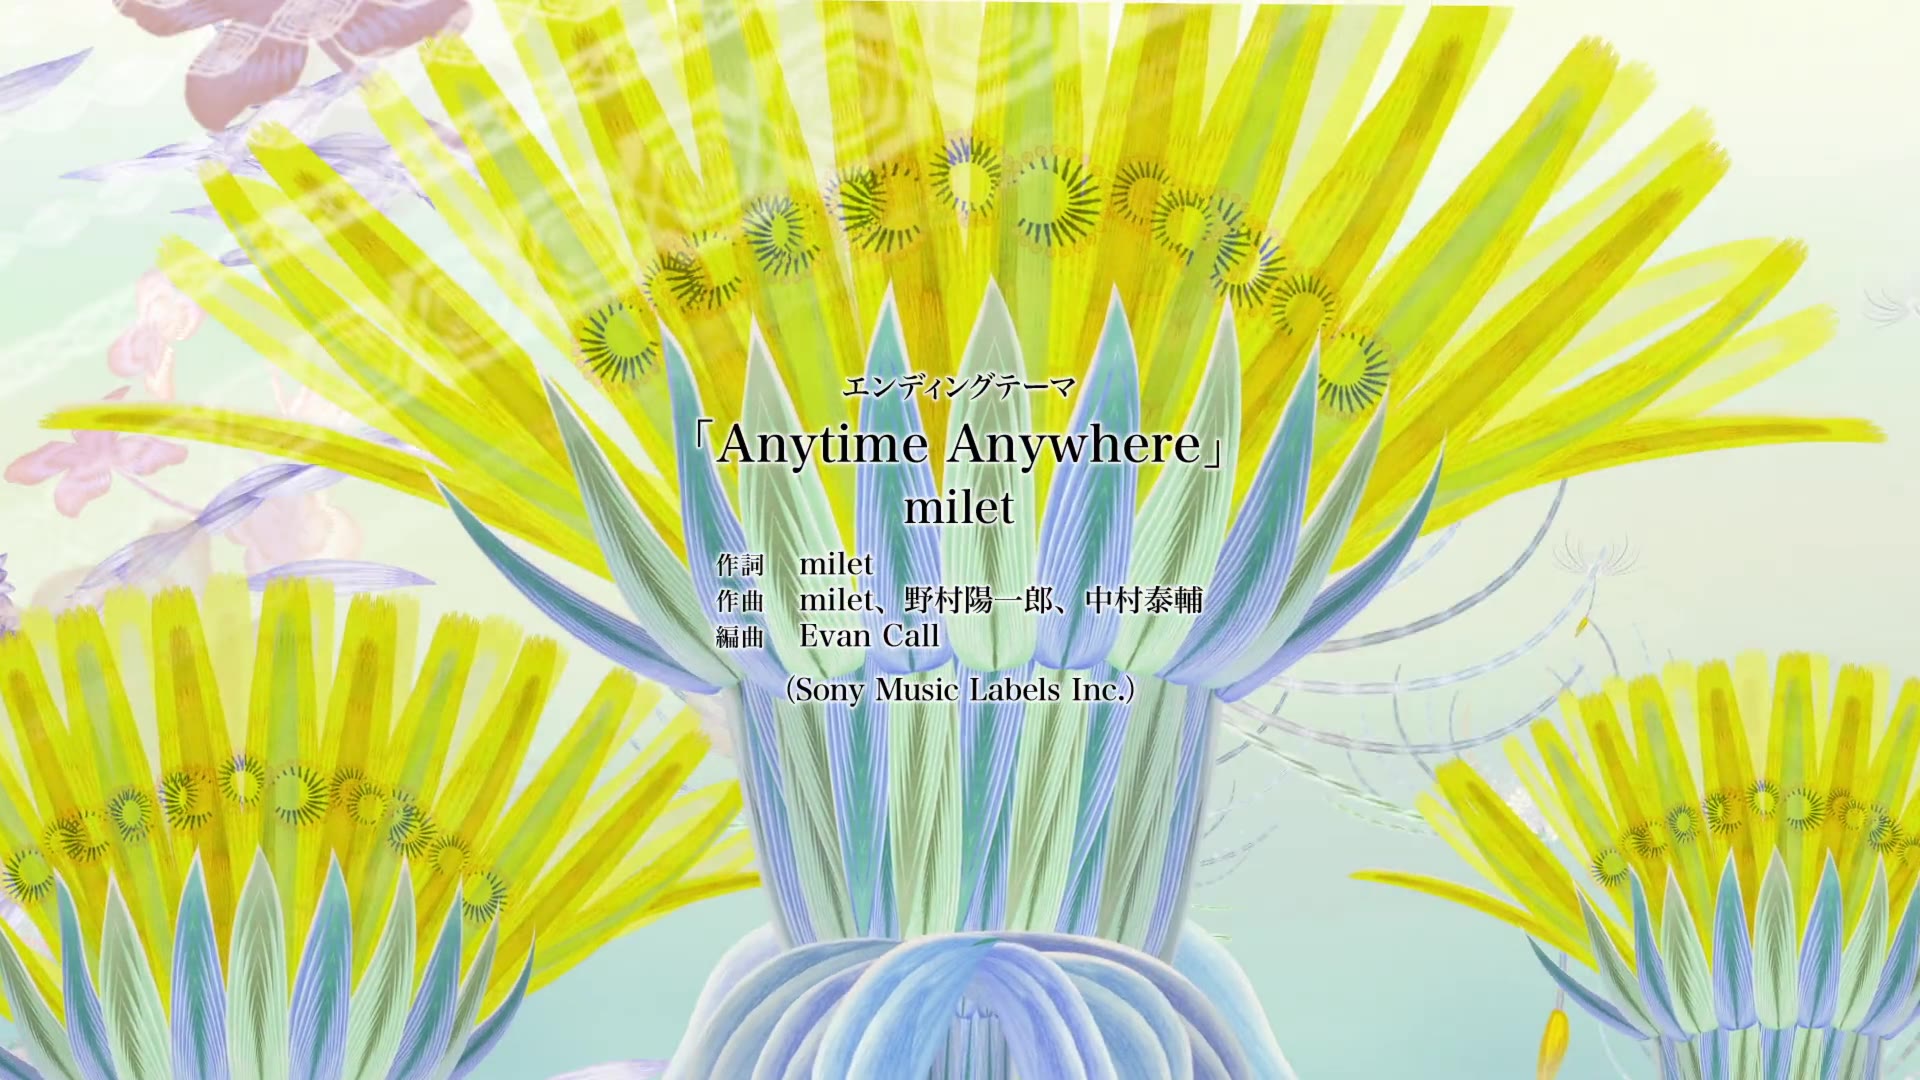 エンディングテーマ
「Anytime Anywhere」
milet
作詞 milet
作曲 milet、野村陽一郎、中村泰輔
編曲 Evan Call
（Sony Music Labels Inc.）